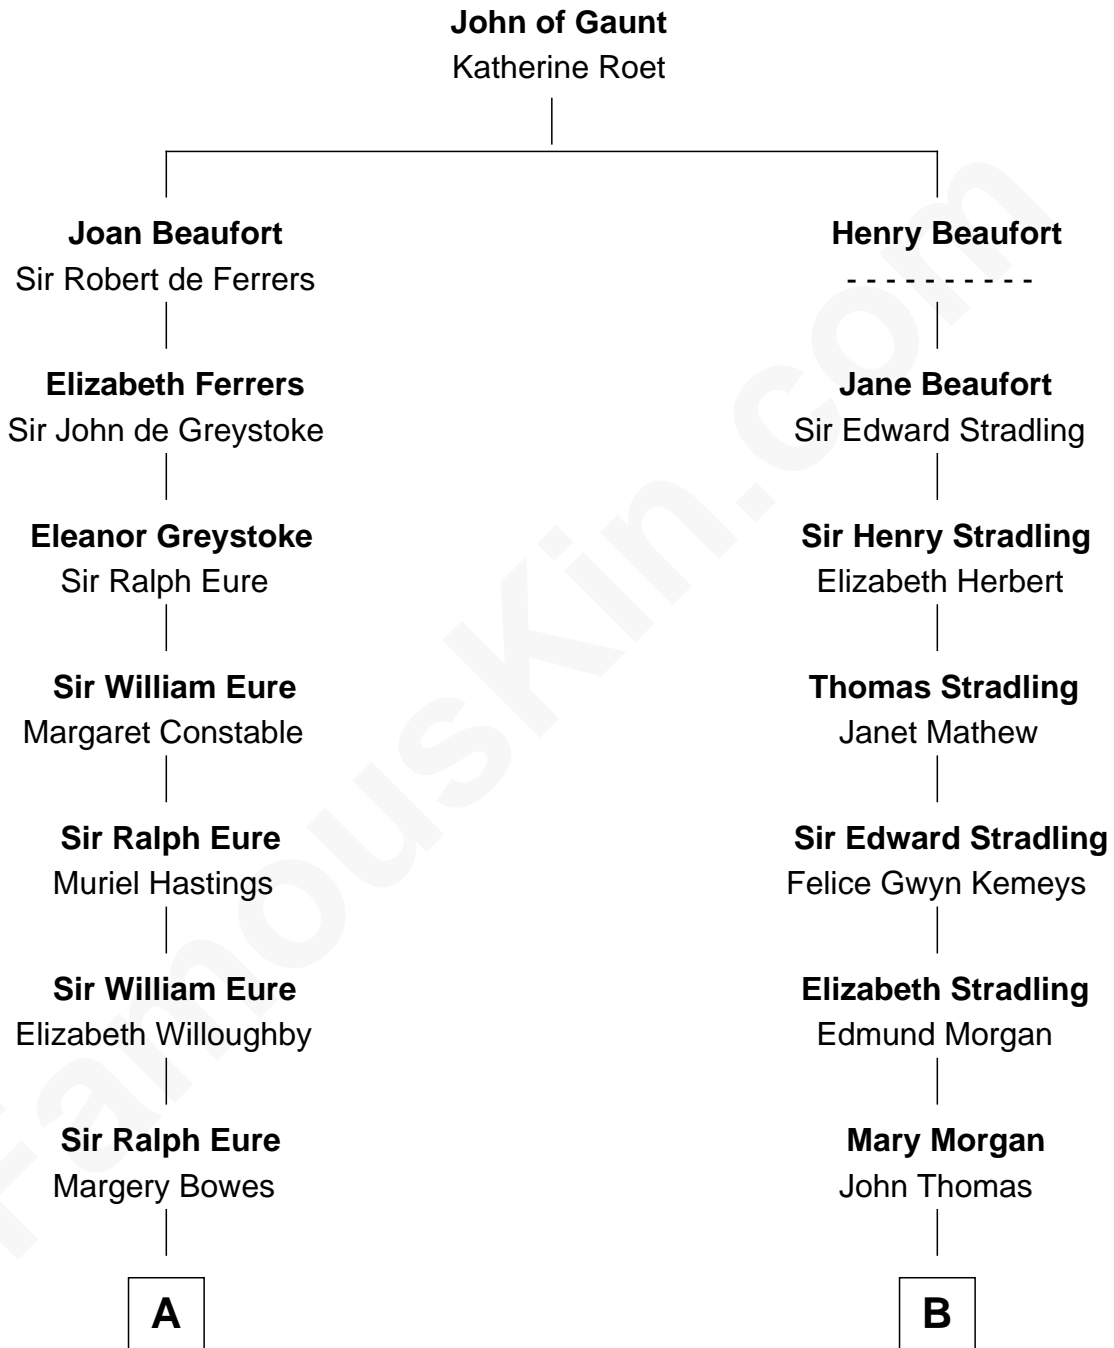 John of Gaunt
Katherine Roet
Joan Beaufort
Sir Robert de Ferrers
Henry Beaufort
- - - - - - - - - -
Elizabeth Ferrers
Sir John de Greystoke
Jane Beaufort
Sir Edward Stradling
Eleanor Greystoke
Sir Ralph Eure
Sir Henry Stradling
Elizabeth Herbert
Sir William Eure
Margaret Constable
Thomas Stradling
Janet Mathew
Sir Ralph Eure
Muriel Hastings
Sir Edward Stradling
Felice Gwyn Kemeys
Sir William Eure
Elizabeth Willoughby
Elizabeth Stradling
Edmund Morgan
Sir Ralph Eure
Margery Bowes
Mary Morgan
John Thomas
A
B
FamousKin.com